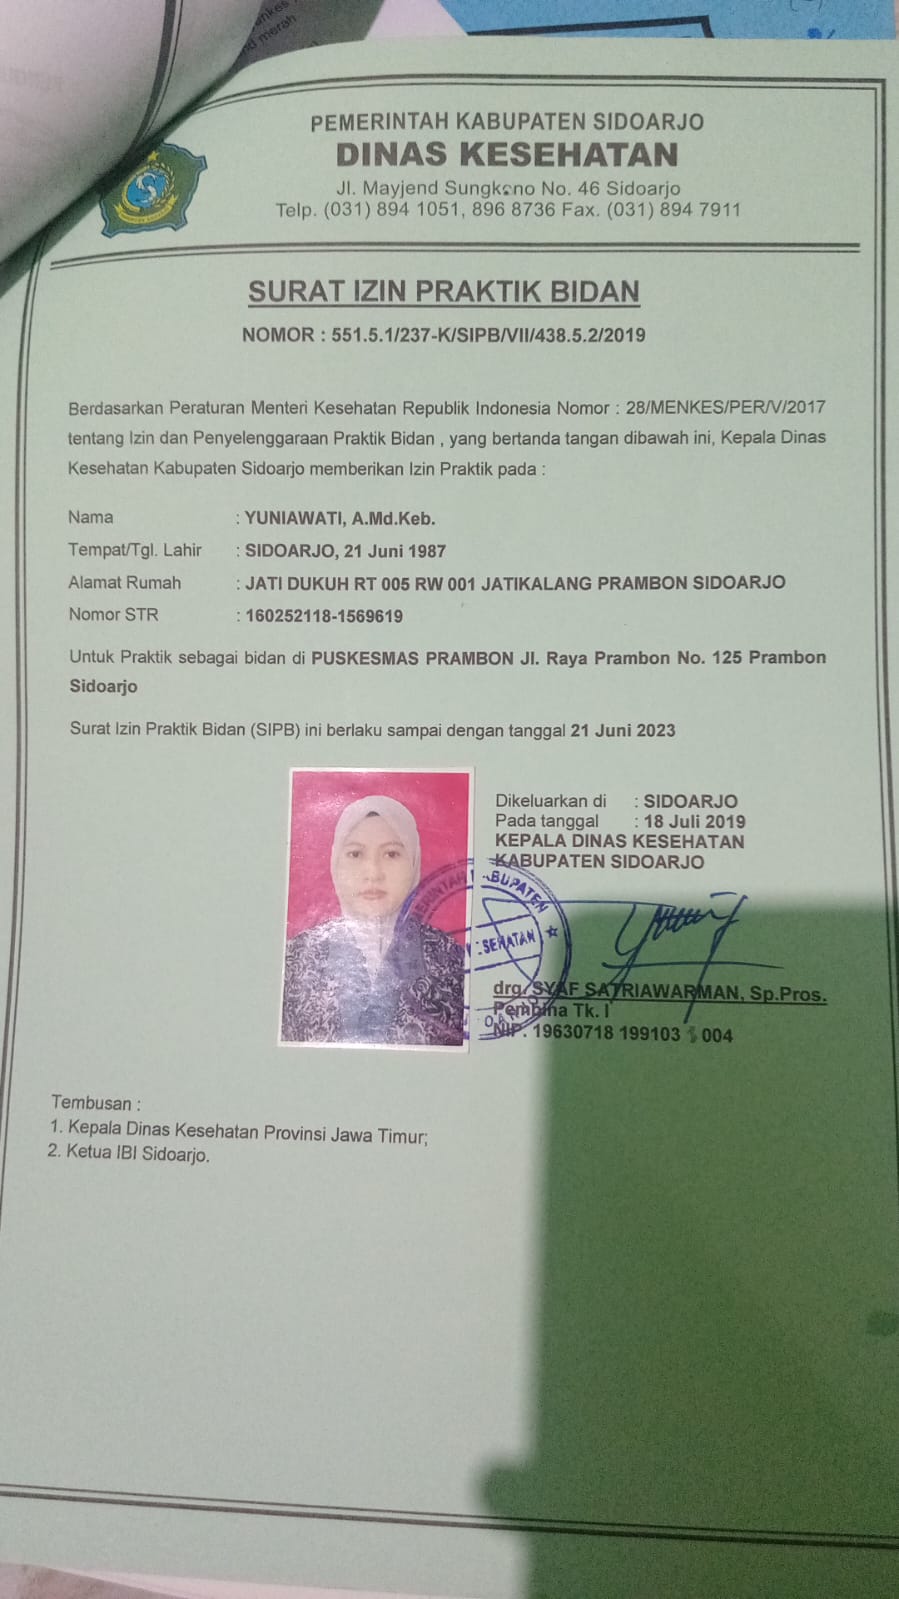 PEMERINTAH KABUPATEN SIDOARJO
DINAS KESEHATAN
Jl. Mayjend Sungkono No. 46 Sidoarjo
Telp. (031) 894 1051, 896 8736 Fax. (031) 894 7911
SURAT IZIN PRAKTIK BIDAN
NOMOR : 551.5.1/237-K/SIPB/VII/438.5.2/2019
Berdasarkan Peraturan Menteri Kesehatan Republik Indonesia Nomor : 28/MENKES/PER/V/2017
tentang Izin dan Penyelenggaraan Praktik Bidan , yang bertanda tangan dibawah ini, Kepala Dinas
Kesehatan Kabupaten Sidoarjo memberikan Izin Praktik pada :
Nama : YUNIAWATI, A.Md.Keb.
Tempat/Tgl. Lahir : SIDOARJO, 21 Juni 1987
Alamat Rumah : JATI DUKUH RT 005 RW 001 JATIKALANG PRAMBON SIDOARJO
Nomor STR : 160252118-1569619
Untuk Praktik sebagai bidan di PUSKESMAS PRAMBON Jl. Raya Prambon No. 125 Prambon
Sidoarjo
Surat Izin Praktik Bidan (SIPB) ini berlaku sampai dengan tanggal 21 Juni 2023
Dikeluarkan di : SIDOARJO
Pada tanggal : 18 Juli 2019
KEPALA DINAS KESEHATAN
KABUPATEN SIDOARJO
drg. SYAF SATRIAWARMAN, Sp.Pros.
Pembina Tk. I
NIP. 19630718 199103 1 004
Tembusan :
1. Kepala Dinas Kesehatan Provinsi Jawa Timur;
2. Ketua IBI Sidoarjo.